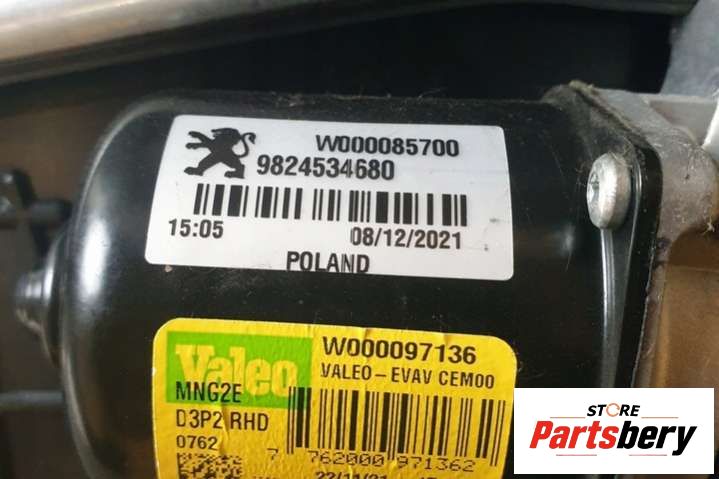 W000085700
9824534680
15:05 08/12/2021
POLAND
Valeo
W000097136
VALEO-EVAV CEM00
MNG2E
D3P2 RHD
0762
7 762000 971362
STORE
Partsbery